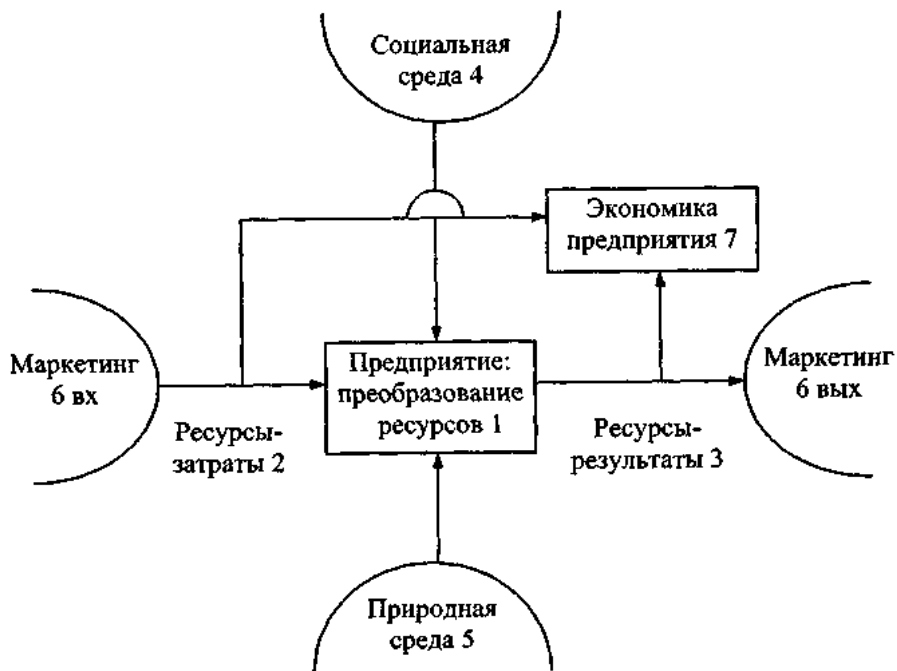 Социальная
среда 4
Экономика
предприятия 7
Маркетинг
6 вх
Предприятие:
преобразование
ресурсов 1
Маркетинг
6 вых
Ресурсы-
затраты 2
Ресурсы-
результаты 3
Природная
среда 5